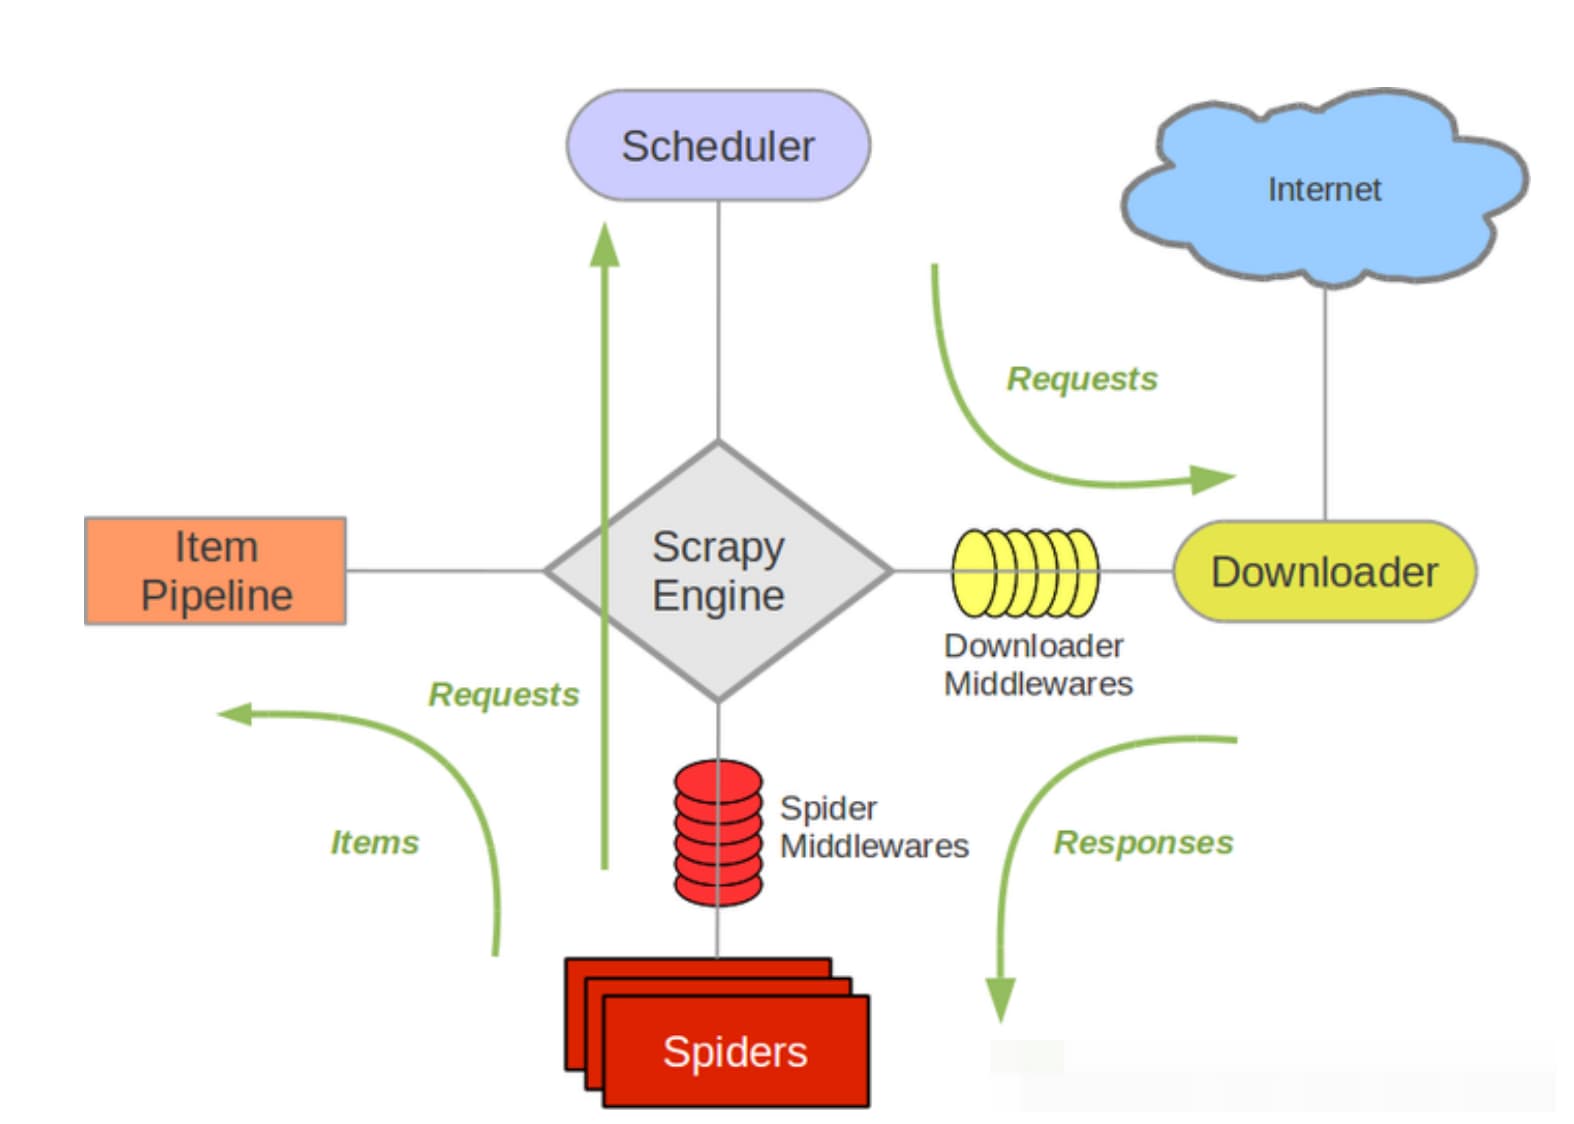 Scheduler
Internet
Requests
Item
Pipeline
Scrapy
Engine
Downloader
Downloader
Middlewares
Requests
Items
Spider
Middlewares
Responses
Spiders